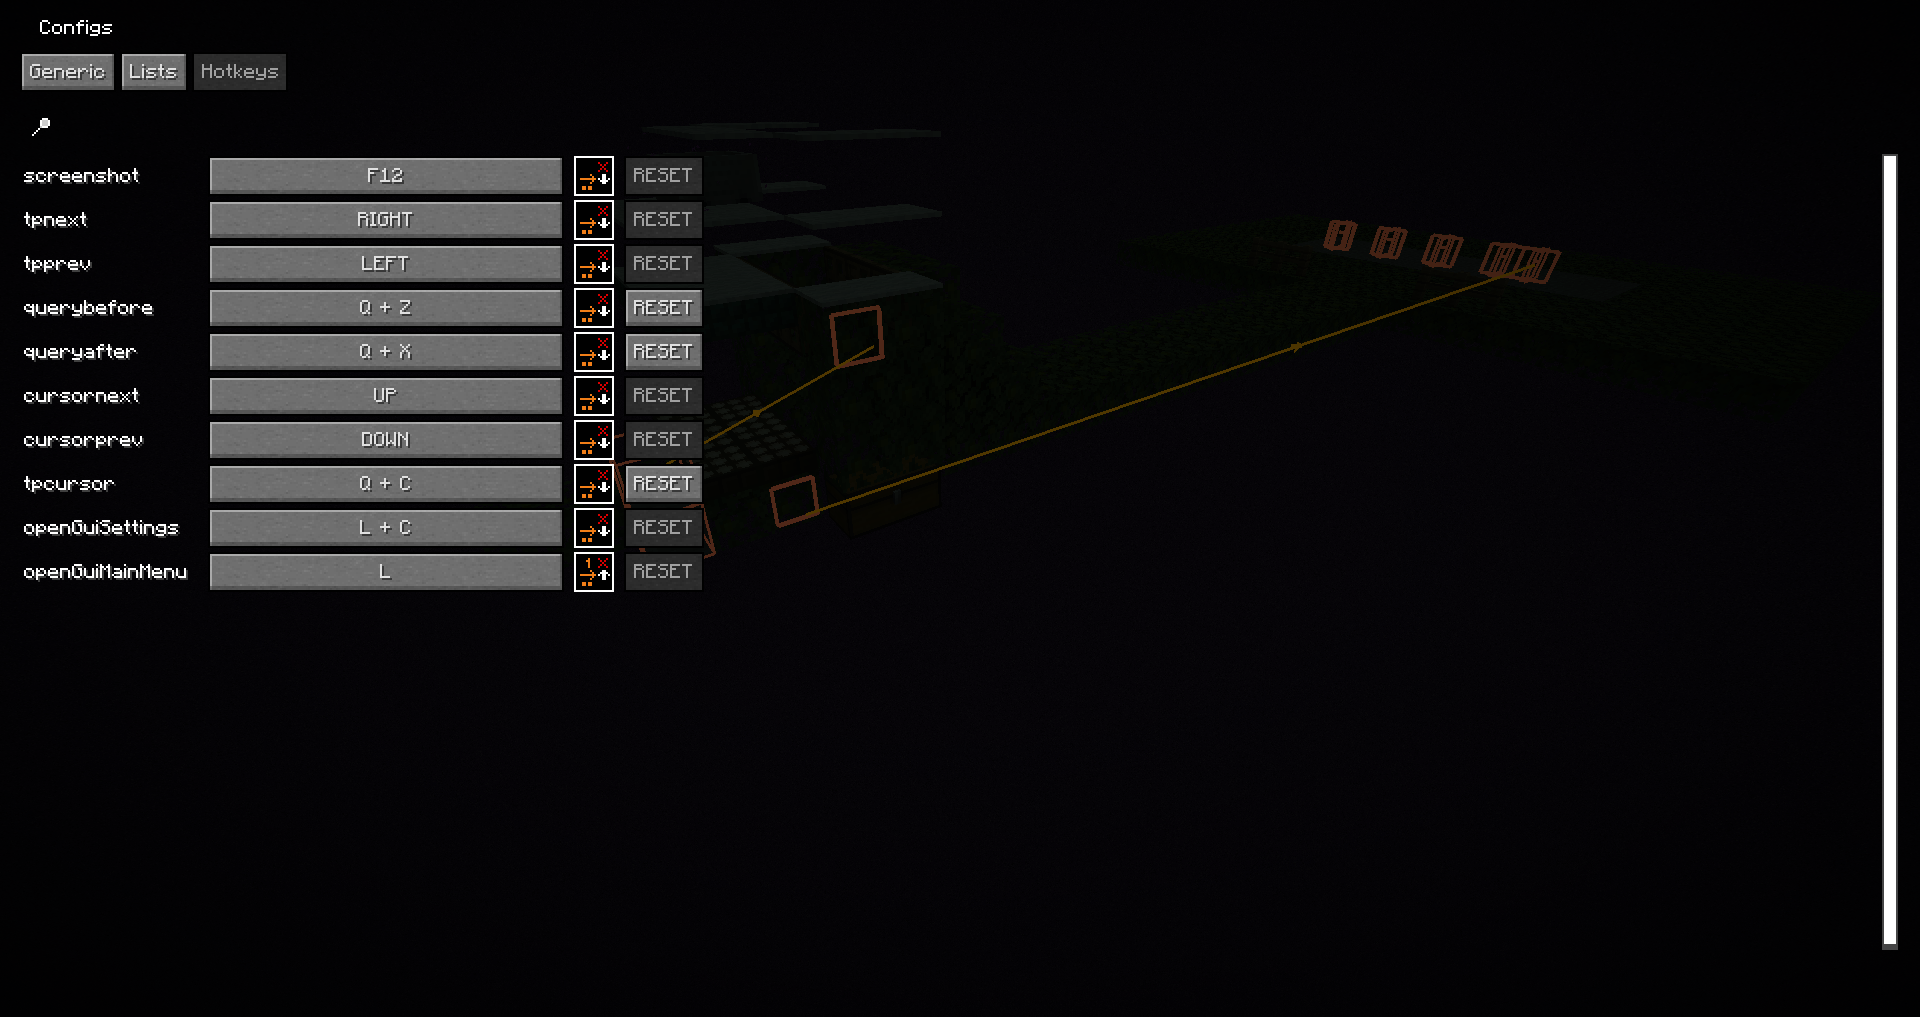 Configs
Generic Lists Hotkeys
screenshot F12 RESET
tpnext RIGHT RESET
tpprev LEFT RESET
querybefore Q + Z RESET
queryafter Q + X RESET
cursornext UP RESET
cursorprev DOWN RESET
tpcursor Q + C RESET
openGuiSettings L + C RESET
openGuiMainMenu L 1 RESET